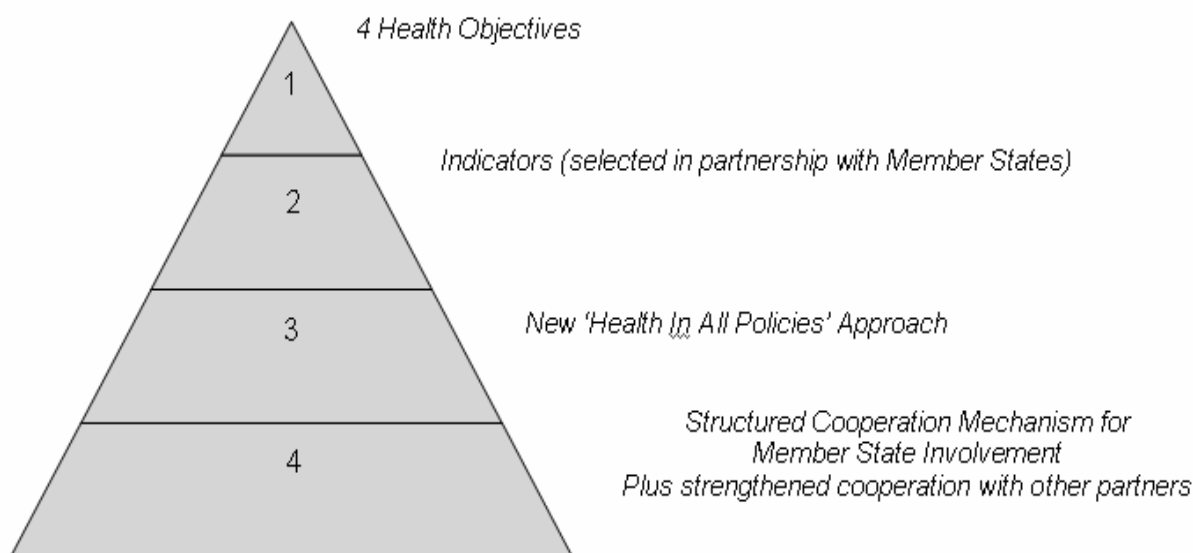 4 Health Objectives
1
Indicators (selected in partnership with Member States)
2
New 'Health In All Policies' Approach
3
Structured Cooperation Mechanism for
Member State Involvement
Plus strengthened cooperation with other partners
4